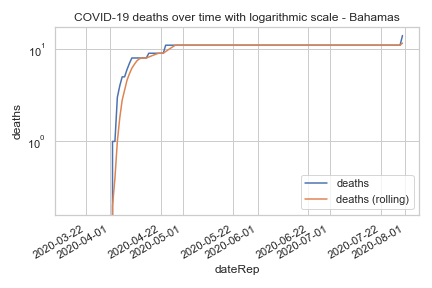 COVID-19 deaths over time with logarithmic scale - Bahamas
10¹
10⁰
deaths
deaths
deaths (rolling)
2020-03-22
2020-04-01
2020-04-22
2020-05-01
2020-05-22
2020-06-01
2020-06-22
2020-07-01
2020-07-22
2020-08-01
dateRep